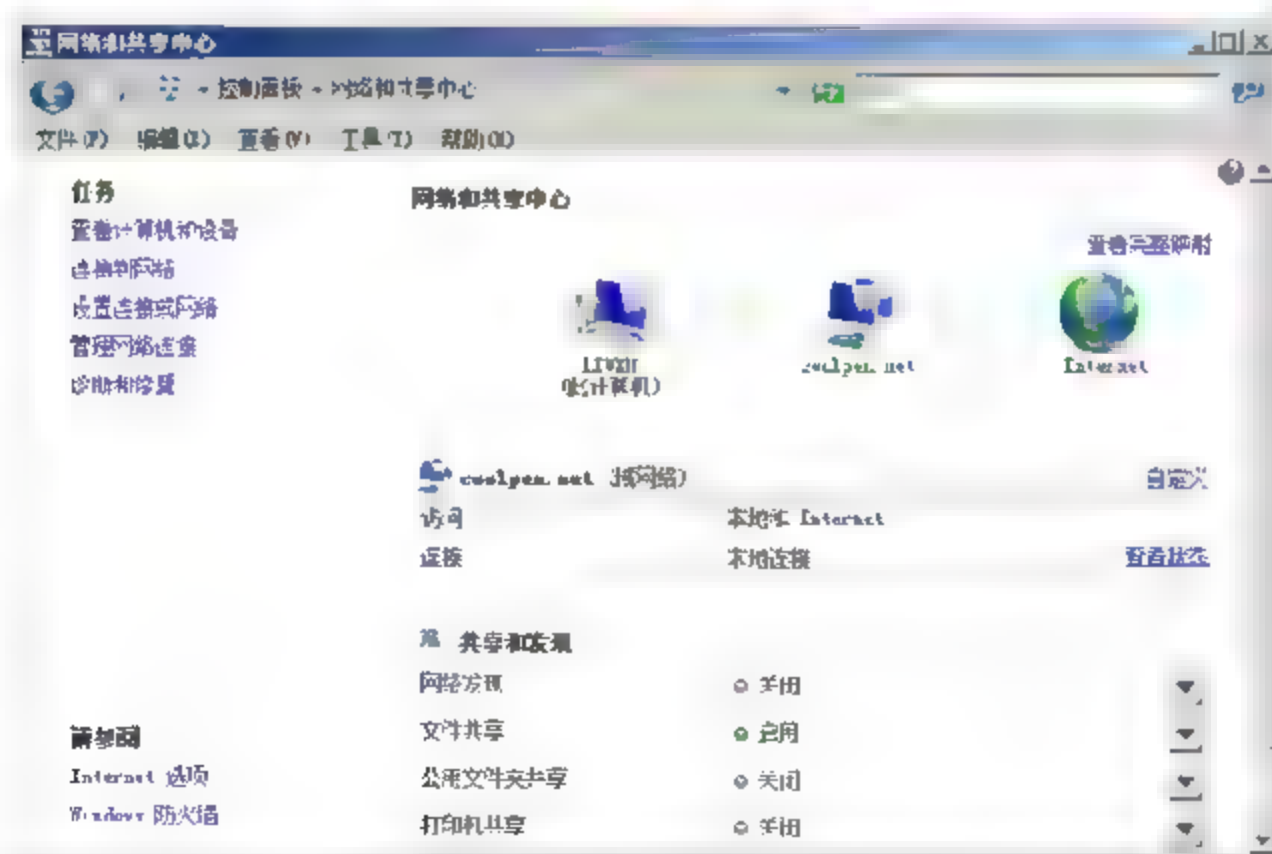 网络和共享中心
控制面板 网络和共享中心
文件(F) 编辑(E) 查看(V) 工具(T) 帮助(H)
任务
查看计算机和设备
连接到网络
设置连接或网络
管理网络连接
诊断和修复
请参阅
Internet 选项
Windows 防火墙
网络和共享中心
查看完整映射
(此计算机)
coolpen.net
Internet
coolpen.net (域网络)
自定义
访问 本地和 Internet
连接 本地连接 查看状态
共享和发现
网络发现 关闭
文件共享 启用
公用文件夹共享 关闭
打印机共享 关闭